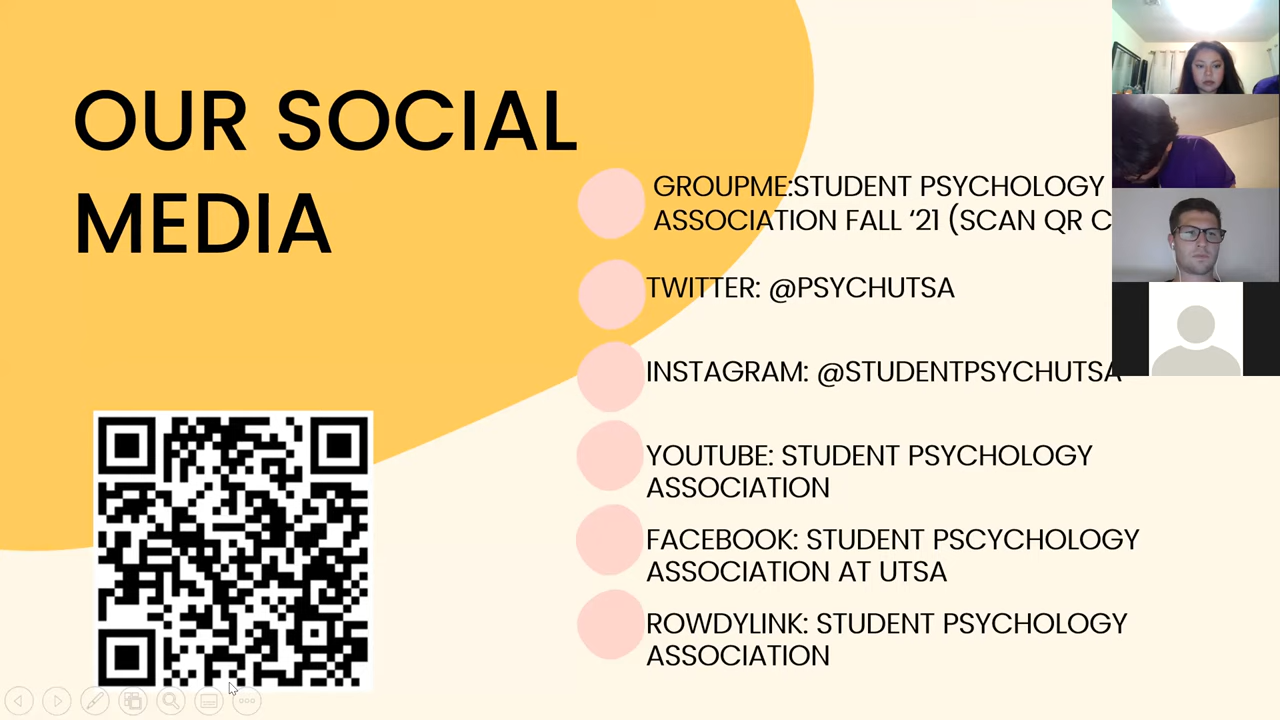 OUR SOCIAL
MEDIA
GROUPME:STUDENT PSYCHOLOGY
ASSOCIATION FALL ‘21 (SCAN QR C
TWITTER: @PSYCHUTSA
INSTAGRAM: @STUDENTPSYCHUTSA
YOUTUBE: STUDENT PSYCHOLOGY
ASSOCIATION
FACEBOOK: STUDENT PSCYCHOLOGY
ASSOCIATION AT UTSA
ROWDYLINK: STUDENT PSYCHOLOGY
ASSOCIATION